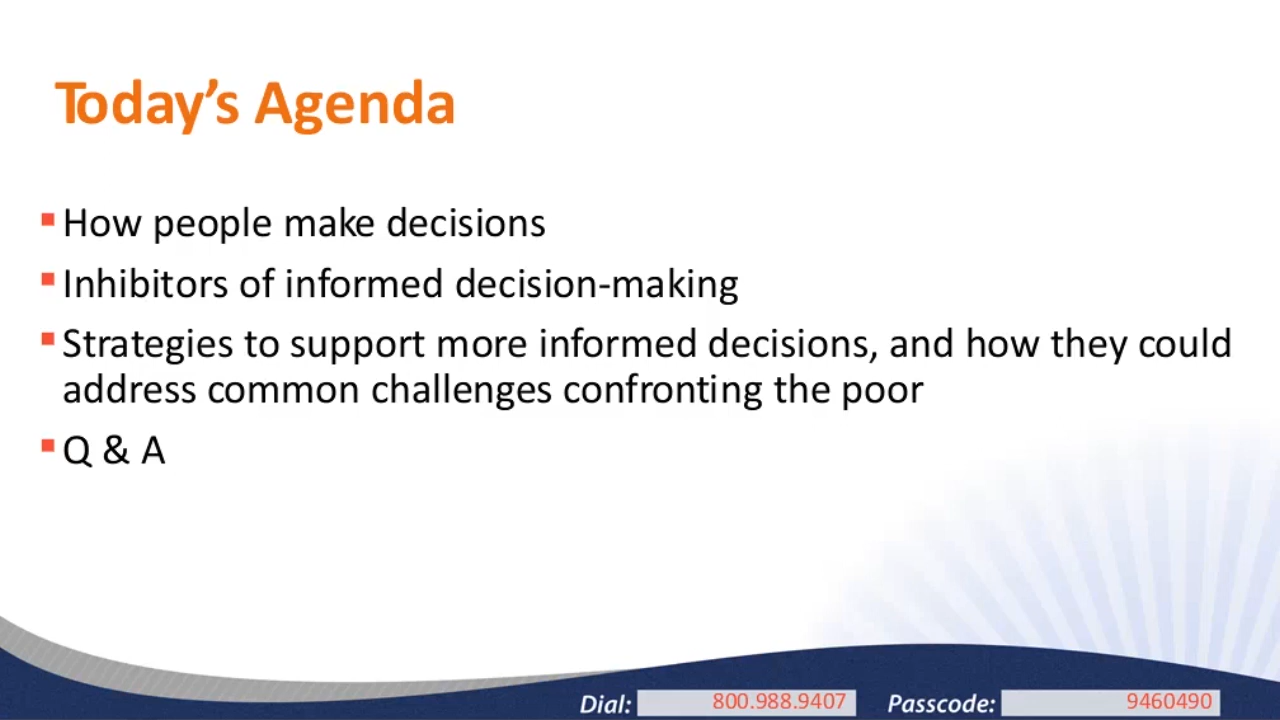 Today’s Agenda
How people make decisions
Inhibitors of informed decision-making
Strategies to support more informed decisions, and how they could
address common challenges confronting the poor
Q & A
Dial: 800.988.9407 Passcode: 9460490